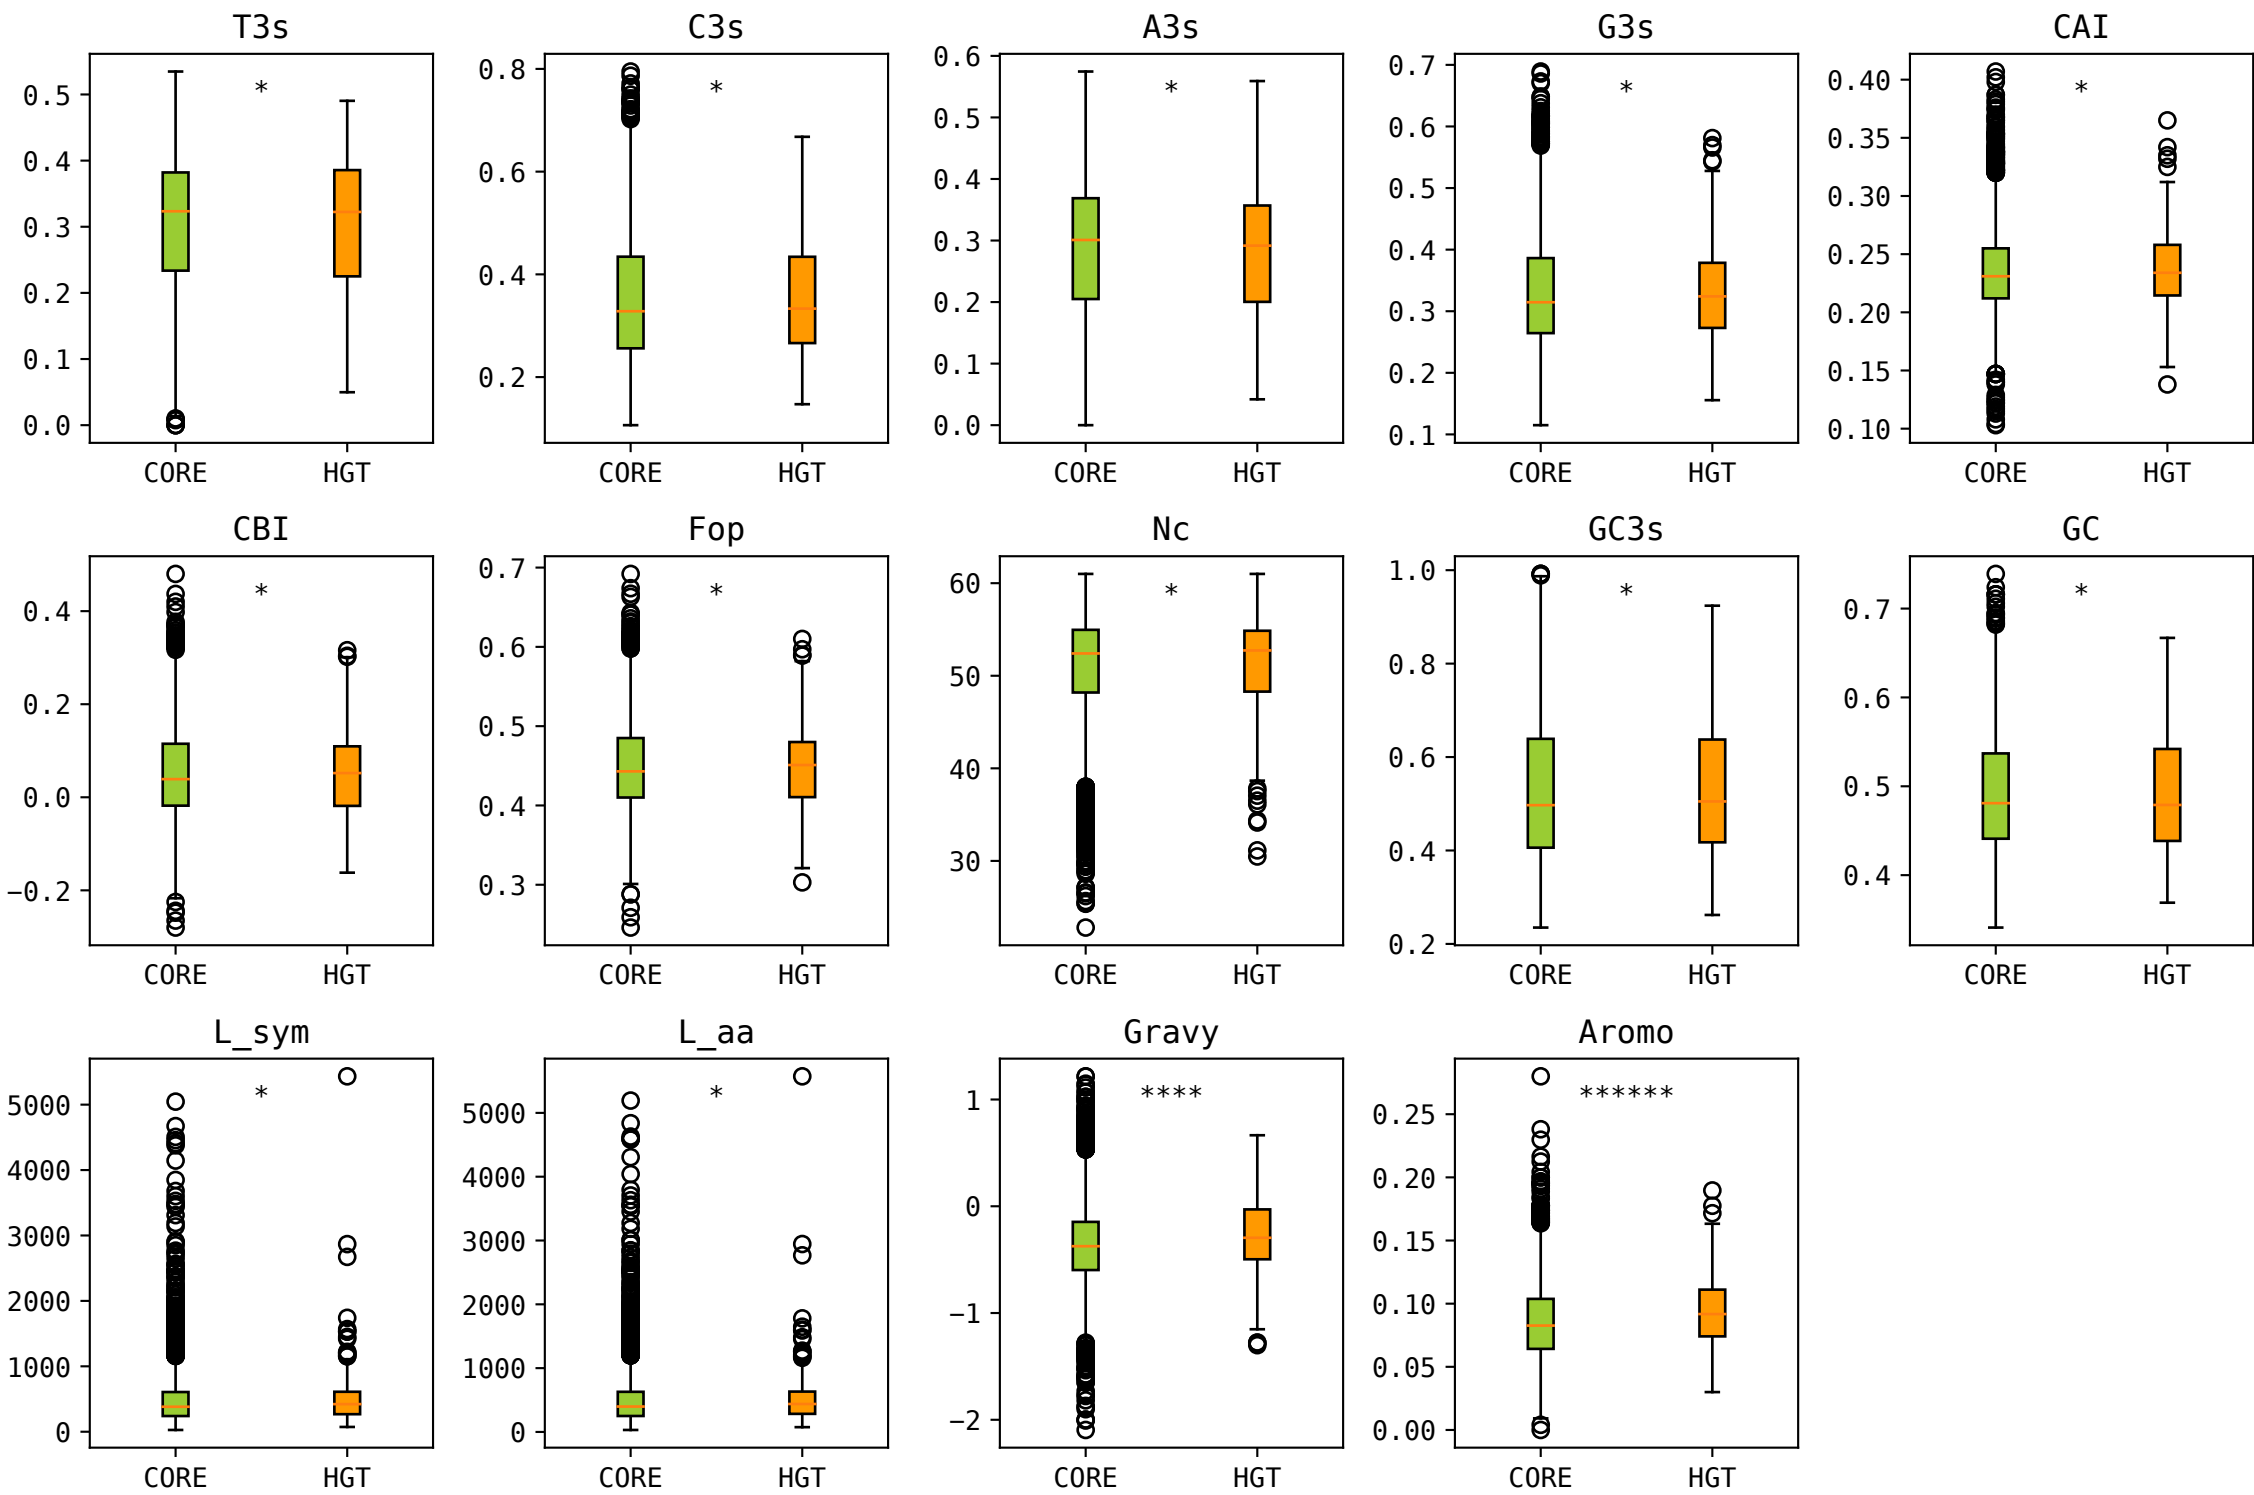 T3s
C3s
A3s
G3s
CAI
0.5
0.4
0.3
0.2
0.1
0.0
*
CORE
HGT
0.8
0.6
0.4
0.2
*
CORE
HGT
0.6
0.5
0.4
0.3
0.2
0.1
0.0
*
CORE
HGT
0.7
0.6
0.5
0.4
0.3
0.2
0.1
*
CORE
HGT
0.40
0.35
0.30
0.25
0.20
0.15
0.10
*
CORE
HGT
CBI
Fop
Nc
GC3s
GC
0.4
0.2
0.0
−0.2
*
CORE
HGT
0.7
0.6
0.5
0.4
0.3
*
CORE
HGT
60
50
40
30
*
CORE
HGT
1.0
0.8
0.6
0.4
0.2
*
CORE
HGT
0.7
0.6
0.5
0.4
*
CORE
HGT
L_sym
L_aa
Gravy
Aromo
5000
4000
3000
2000
1000
0
*
CORE
HGT
5000
4000
3000
2000
1000
0
*
CORE
HGT
1
0
−1
−2
****
CORE
HGT
0.25
0.20
0.15
0.10
0.05
0.00
******
CORE
HGT